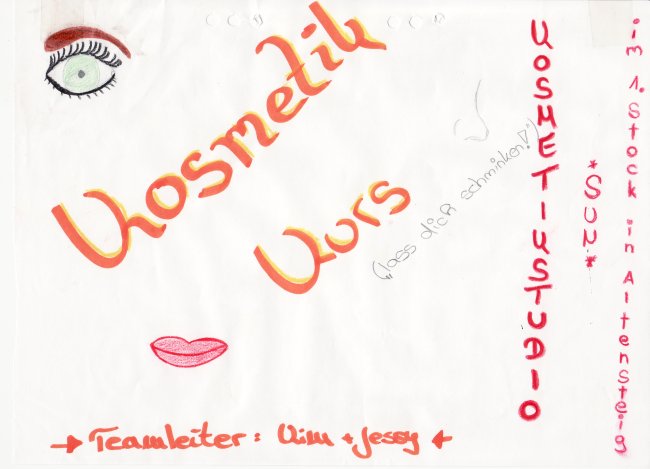 Kosmetik
Kurs
("lass dich schminken!")
→ Teamleiter: Kim + Jessy ←
KOSMETIKSTUDIO
*SUN*
im 1. Stock in Altensteig